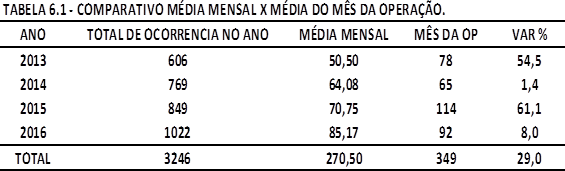 TABELA 6.1 - COMPARATIVO MÉDIA MENSAL X MÉDIA DO MÊS DA OPERAÇÃO.
ANO TOTAL DE OCORRENCIA NO ANO MÉDIA MENSAL MÊS DA OP VAR %
2013 606 50,50 78 54,5
2014 769 64,08 65 1,4
2015 849 70,75 114 61,1
2016 1022 85,17 92 8,0
TOTAL 3246 270,50 349 29,0